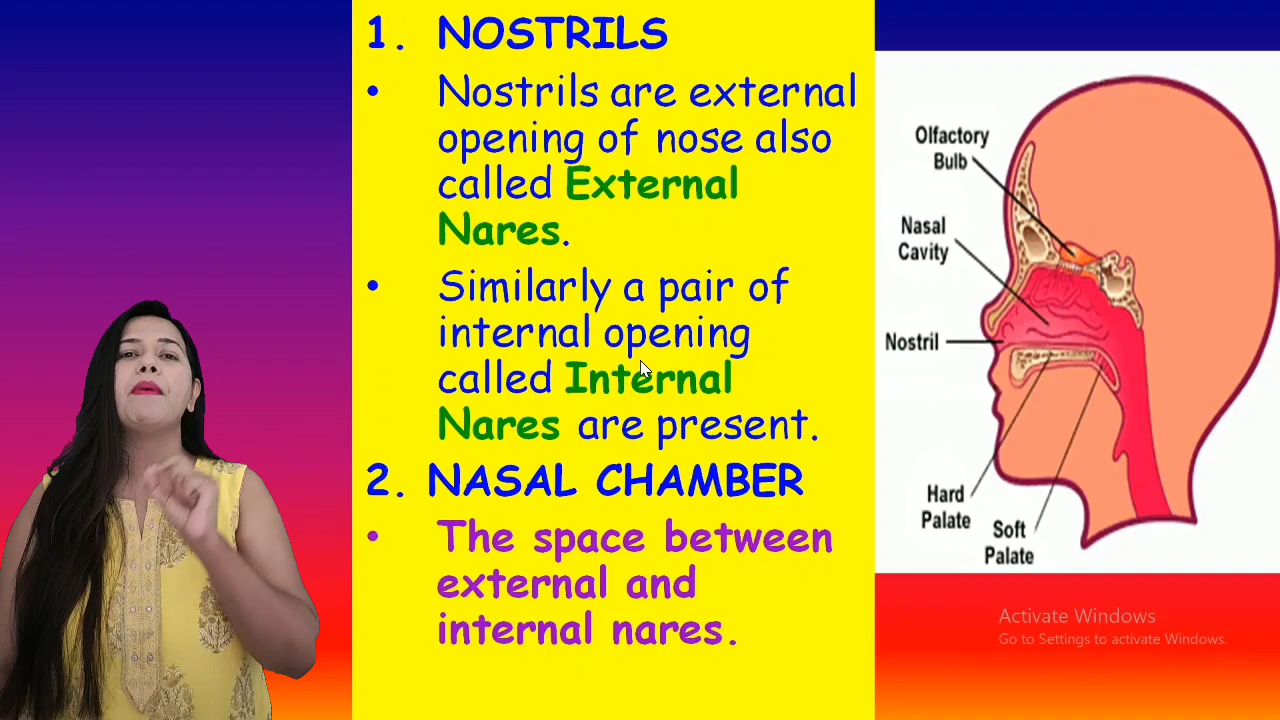 1. NOSTRILS
• Nostrils are external
opening of nose also
called External
Nares.
• Similarly a pair of
internal opening
called Internal
Nares are present.
2. NASAL CHAMBER
• The space between
external and
internal nares.
Olfactory
Bulb
Nasal
Cavity
Nostril
Hard
Palate
Soft
Palate
Activate Windows
Go to Settings to activate Windows.